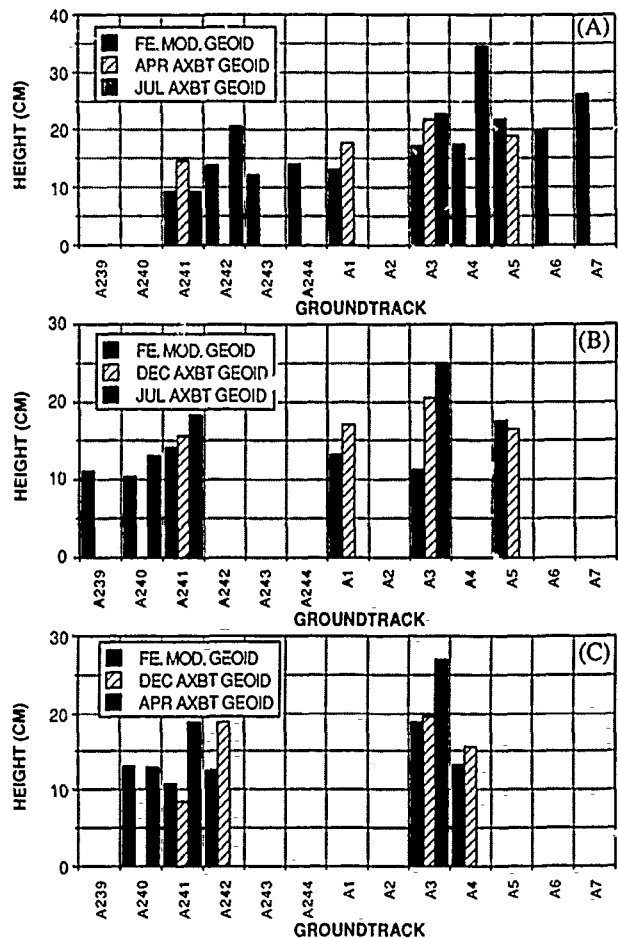 (A)
40
35
30
20
10
0
HEIGHT (CM)
FE. MOD. GEOID
APR AXBT GEOID
JUL AXBT GEOID
A239
A240
A241
A242
A243
A244
A1
A2
A3
A4
A5
A6
A7
GROUNDTRACK
(B)
30
20
10
0
HEIGHT (CM)
FE. MOD. GEOID
DEC AXBT GEOID
JUL AXBT GEOID
A239
A240
A241
A242
A243
A244
A1
A2
A3
A4
A5
A6
A7
GROUNDTRACK
(C)
30
20
10
0
HEIGHT (CM)
FE. MOD. GEOID
DEC AXBT GEOID
APR AXBT GEOID
A239
A240
A241
A242
A243
A244
A1
A2
A3
A4
A5
A6
A7
GROUNDTRACK